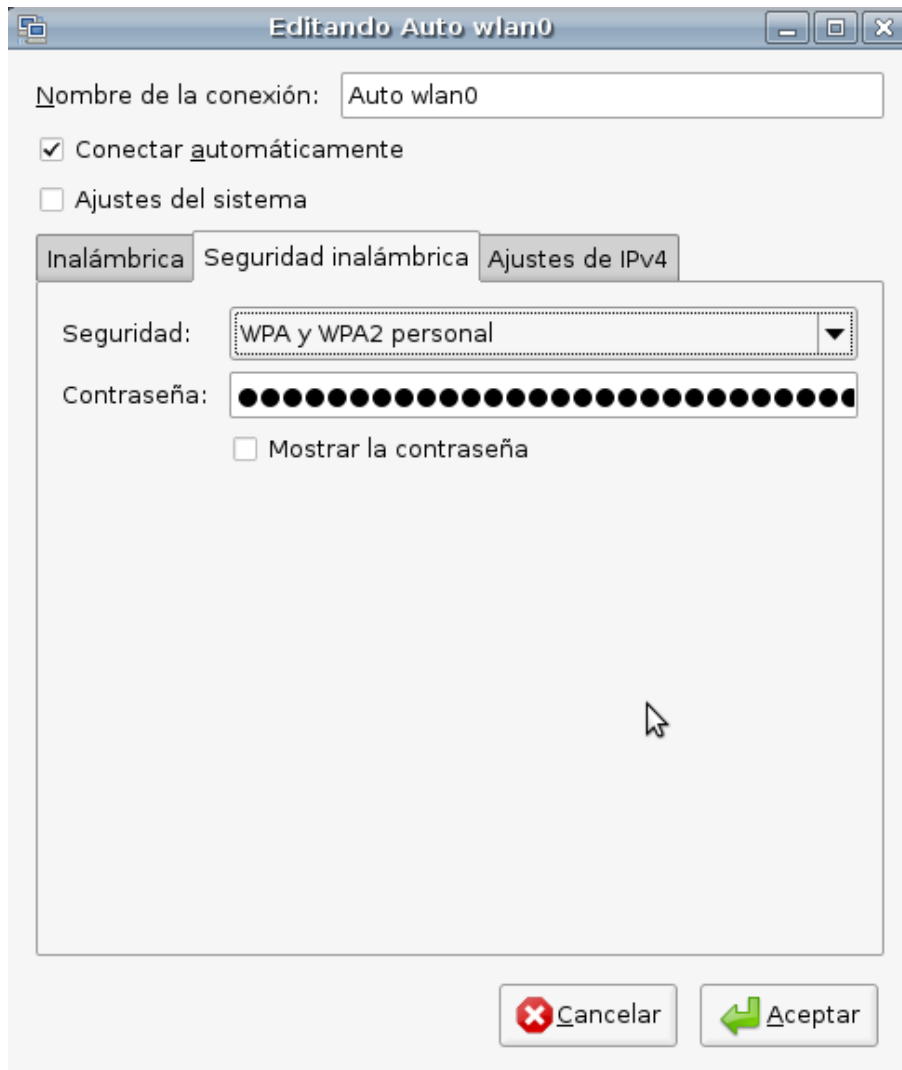 Editando Auto wlan0
Nombre de la conexión: Auto wlan0
Conectar automáticamente
Ajustes del sistema
Inalámbrica Seguridad inalámbrica Ajustes de IPv4
Seguridad: WPA y WPA2 personal
Contraseña: ●●●●●●●●●●●●●●●●●●●●●●●●●●●●
Mostrar la contraseña
Cancelar Aceptar